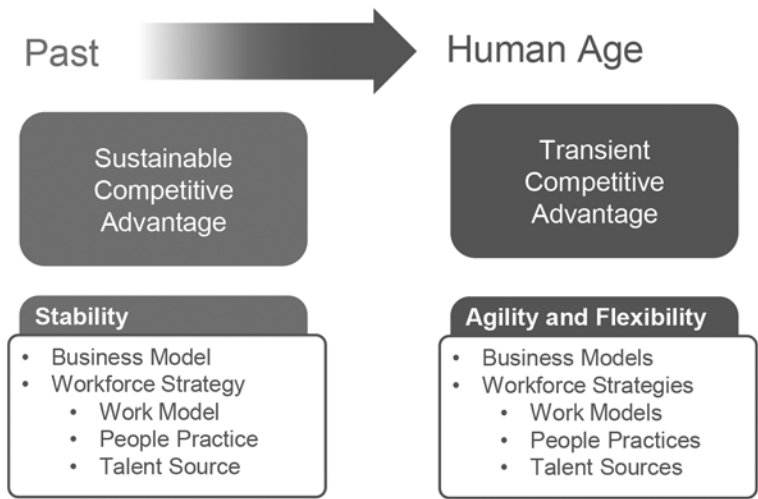 Past
Human Age
Sustainable
Competitive
Advantage
Transient
Competitive
Advantage
Stability
• Business Model
• Workforce Strategy
• Work Model
• People Practice
• Talent Source
Agility and Flexibility
• Business Models
• Workforce Strategies
• Work Models
• People Practices
• Talent Sources